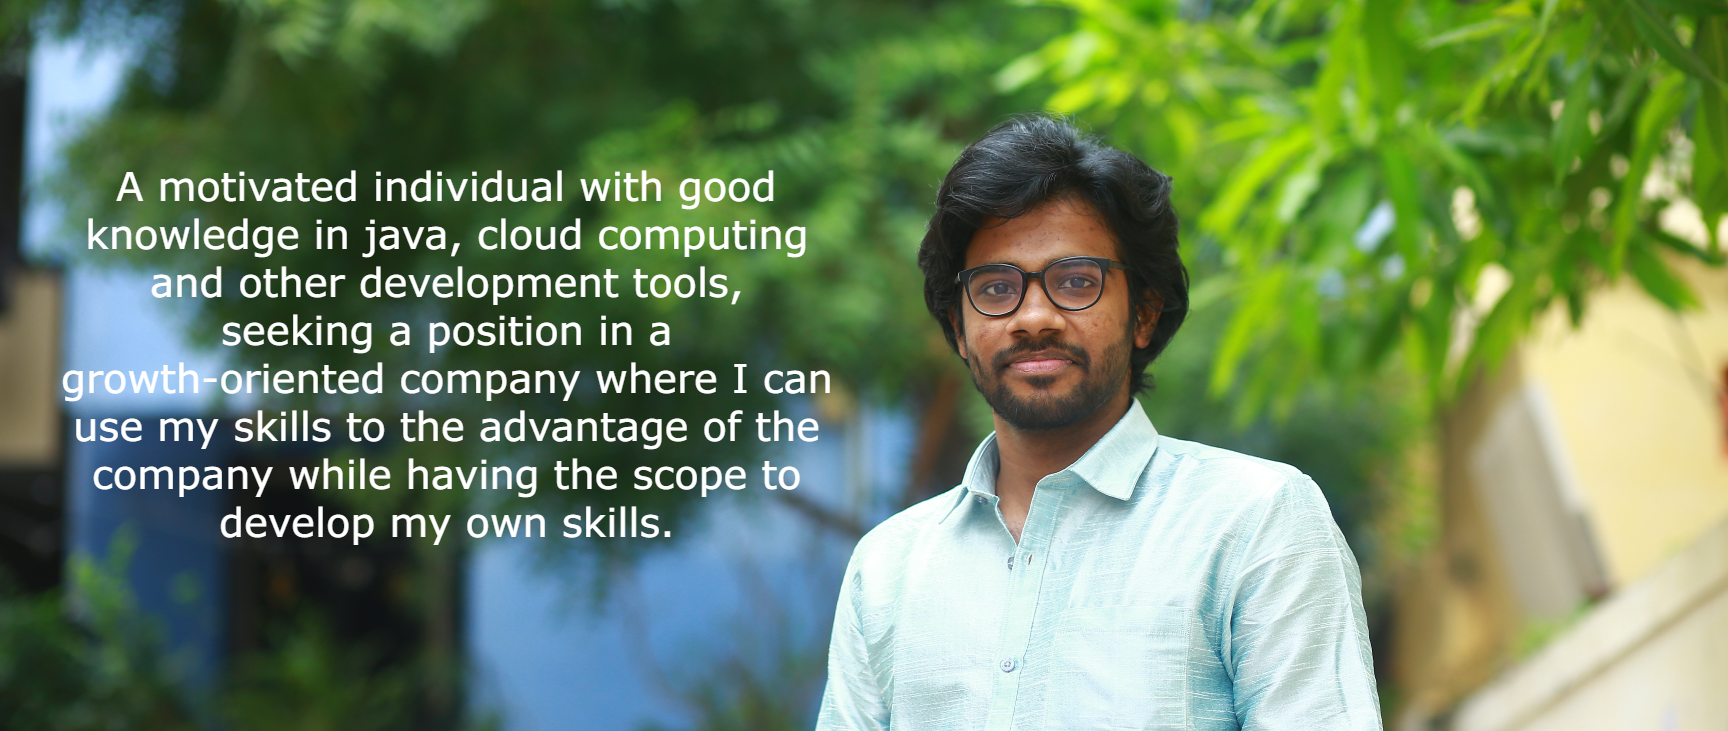 A motivated individual with good
knowledge in java, cloud computing
and other development tools,
seeking a position in a
growth-oriented company where I can
use my skills to the advantage of the
company while having the scope to
develop my own skills.